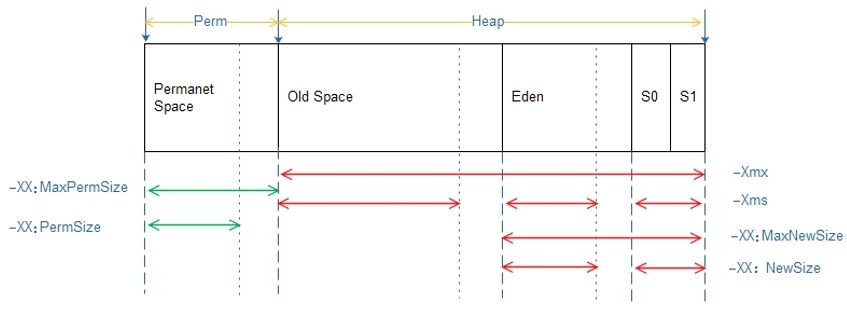 Perm
Heap
Permanet
Space
Old Space
Eden
S0
S1
-XX:MaxPermSize
-Xmx
-XX:PermSize
-Xms
-XX:MaxNewSize
-XX: NewSize